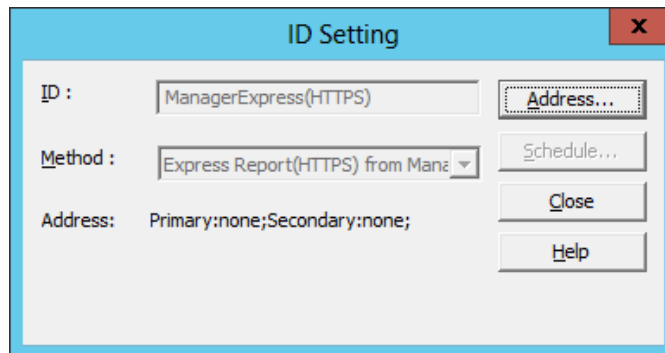 ID Setting
x
ID :
ManagerExpress(HTTPS)
Address...
Method :
Express Report(HTTPS) from Mana
Schedule...
Address:
Primary:none;Secondary:none;
Close
Help